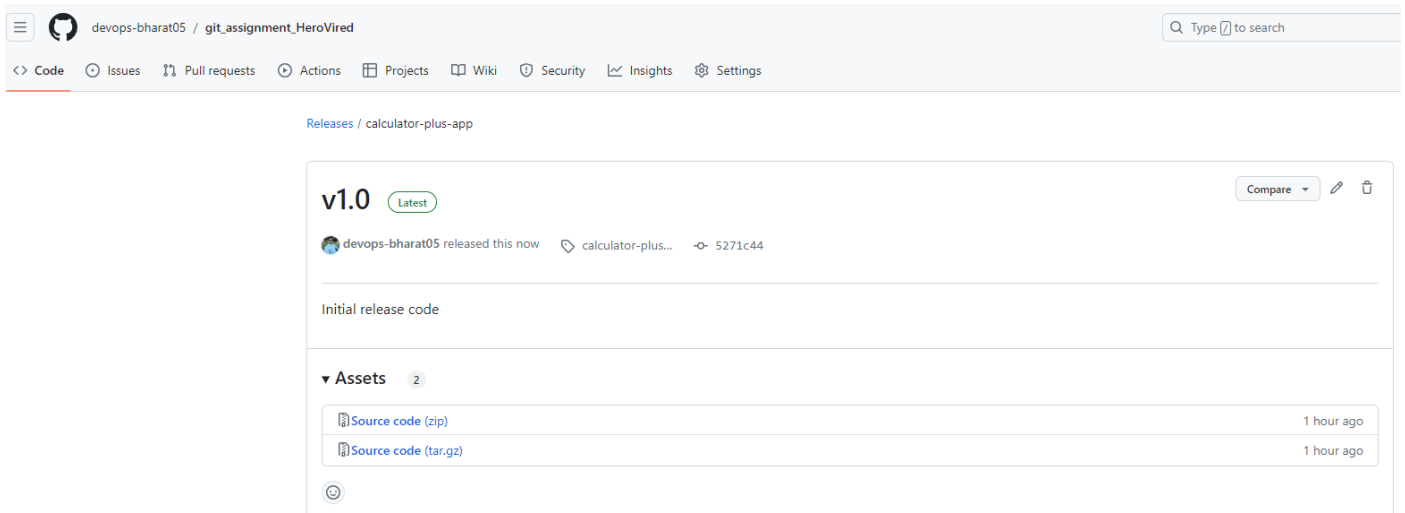 devops-bharat05 / git_assignment_HeroVired
Type / to search
Code Issues Pull requests Actions Projects Wiki Security Insights Settings
Releases / calculator-plus-app
v1.0 Latest
Compare
devops-bharat05 released this now calculator-plus... 5271c44
Initial release code
Assets 2
Source code (zip) 1 hour ago
Source code (tar.gz) 1 hour ago